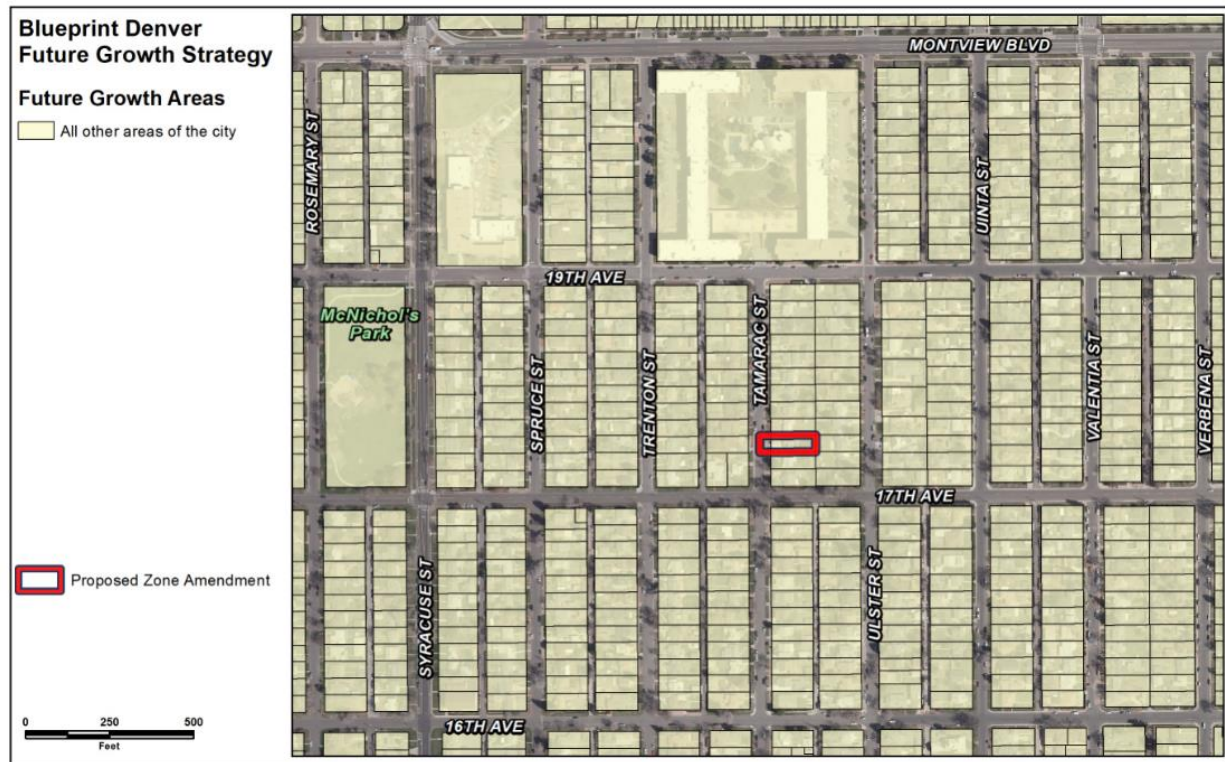 Blueprint Denver
Future Growth Strategy
Future Growth Areas
All other areas of the city
Proposed Zone Amendment
0 250 500
Feet
MONTVIEW BLVD
ROSEMARY ST
UINTA ST
19TH AVE
McNichol's
Park
SPRUCE ST
TRENTON ST
TAMARAC ST
VALENTIA ST
VERBENA ST
17TH AVE
SYRACUSE ST
ULSTER ST
16TH AVE